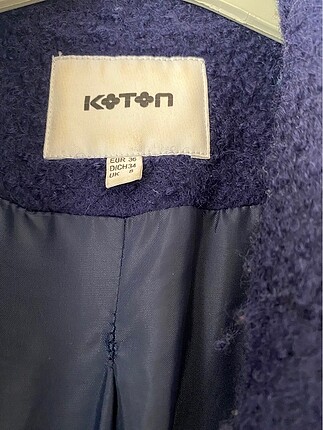 KOTON
EUR 36
D/CH34
UK 8